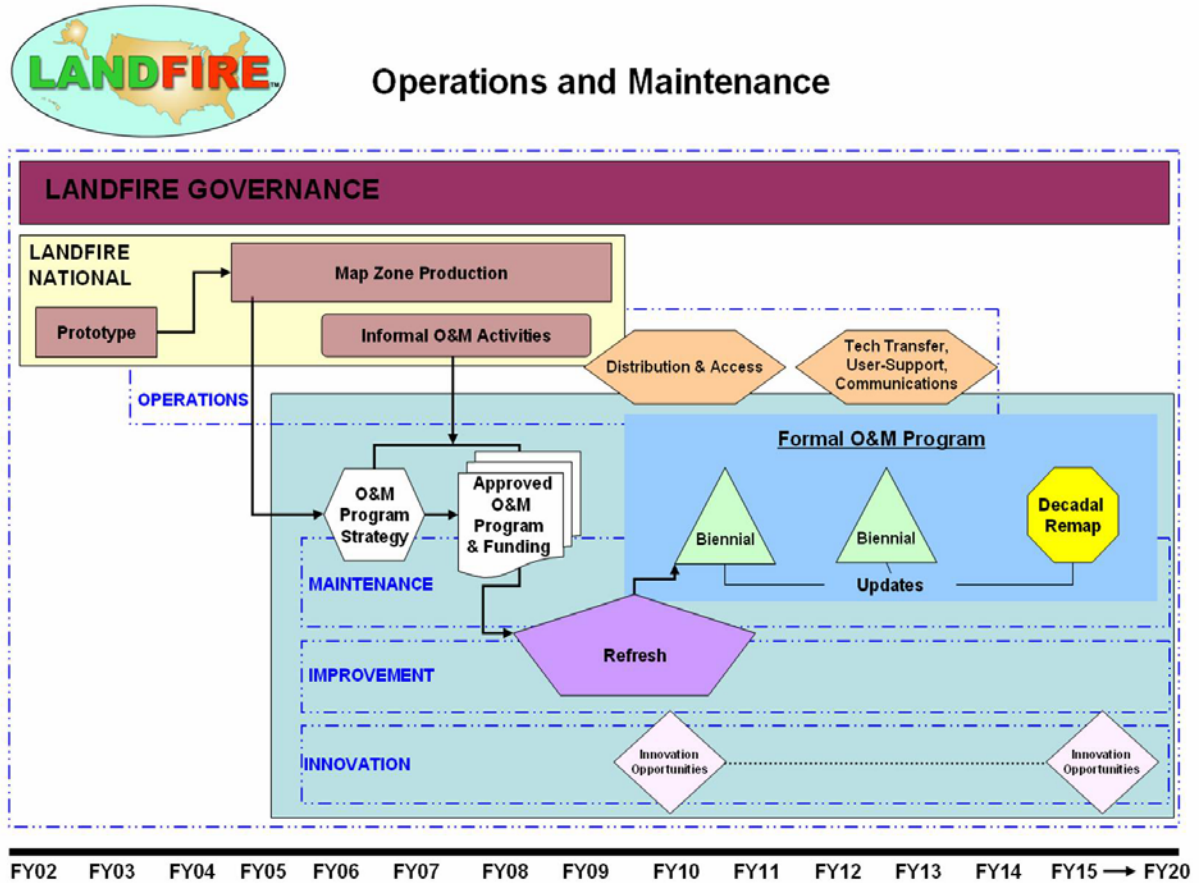 LANDFIRE™
Operations and Maintenance
LANDFIRE GOVERNANCE
LANDFIRE
NATIONAL
Map Zone Production
Prototype
Informal O&M Activities
Distribution & Access
Tech Transfer,
User-Support,
Communications
OPERATIONS
Formal O&M Program
O&M
Program
Strategy
Approved
O&M
Program
& Funding
Biennial
Biennial
Decadal
Remap
Updates
MAINTENANCE
Refresh
IMPROVEMENT
INNOVATION
Innovation
Opportunities
Innovation
Opportunities
FY02 FY03 FY04 FY05 FY06 FY07 FY08 FY09 FY10 FY11 FY12 FY13 FY14 FY15 → FY20